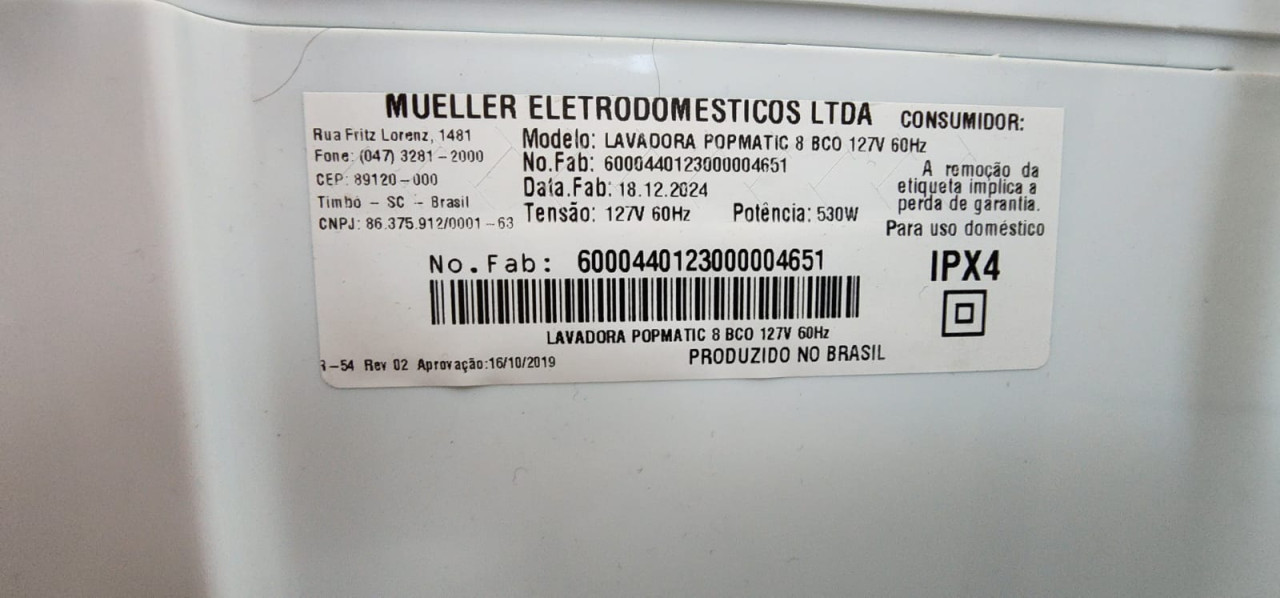 MUELLER ELETRODOMESTICOS LTDA
Rua Fritz Lorenz, 1481
Fone: (047) 3281-2000
CEP: 89120-000
Timbó - SC - Brasil
CNPJ: 86.375.912/0001-63
Modelo: LAVADORA POPMATIC 8 BCO 127V 60Hz
No.Fab: 6000440123000004651
Data.Fab: 18.12.2024
Tensão: 127V 60Hz Potência: 530W
CONSUMIDOR:
A remoção da
etiqueta implica a
perda de garantia.
Para uso doméstico
No.Fab: 6000440123000004651
IPX4
LAVADORA POPMATIC 8 BCO 127V 60Hz
PRODUZIDO NO BRASIL
-54 Rev 02 Aprovação:16/10/2019